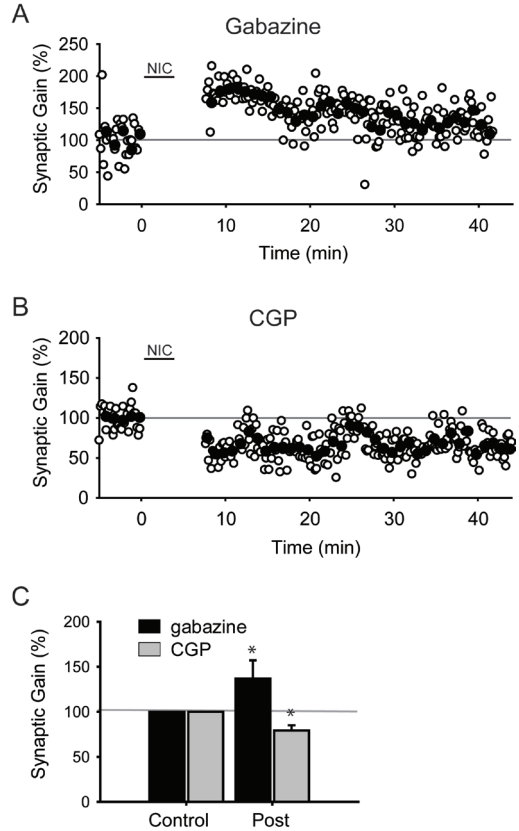 A
Gabazine
Synaptic Gain (%)
250
200
150
100
50
0
NIC
0 10 20 30 40
Time (min)
B
CGP
Synaptic Gain (%)
200
150
100
50
0
NIC
0 10 20 30 40
Time (min)
C
Synaptic Gain (%)
200
150
100
50
0
gabazine
CGP
*
*
Control Post